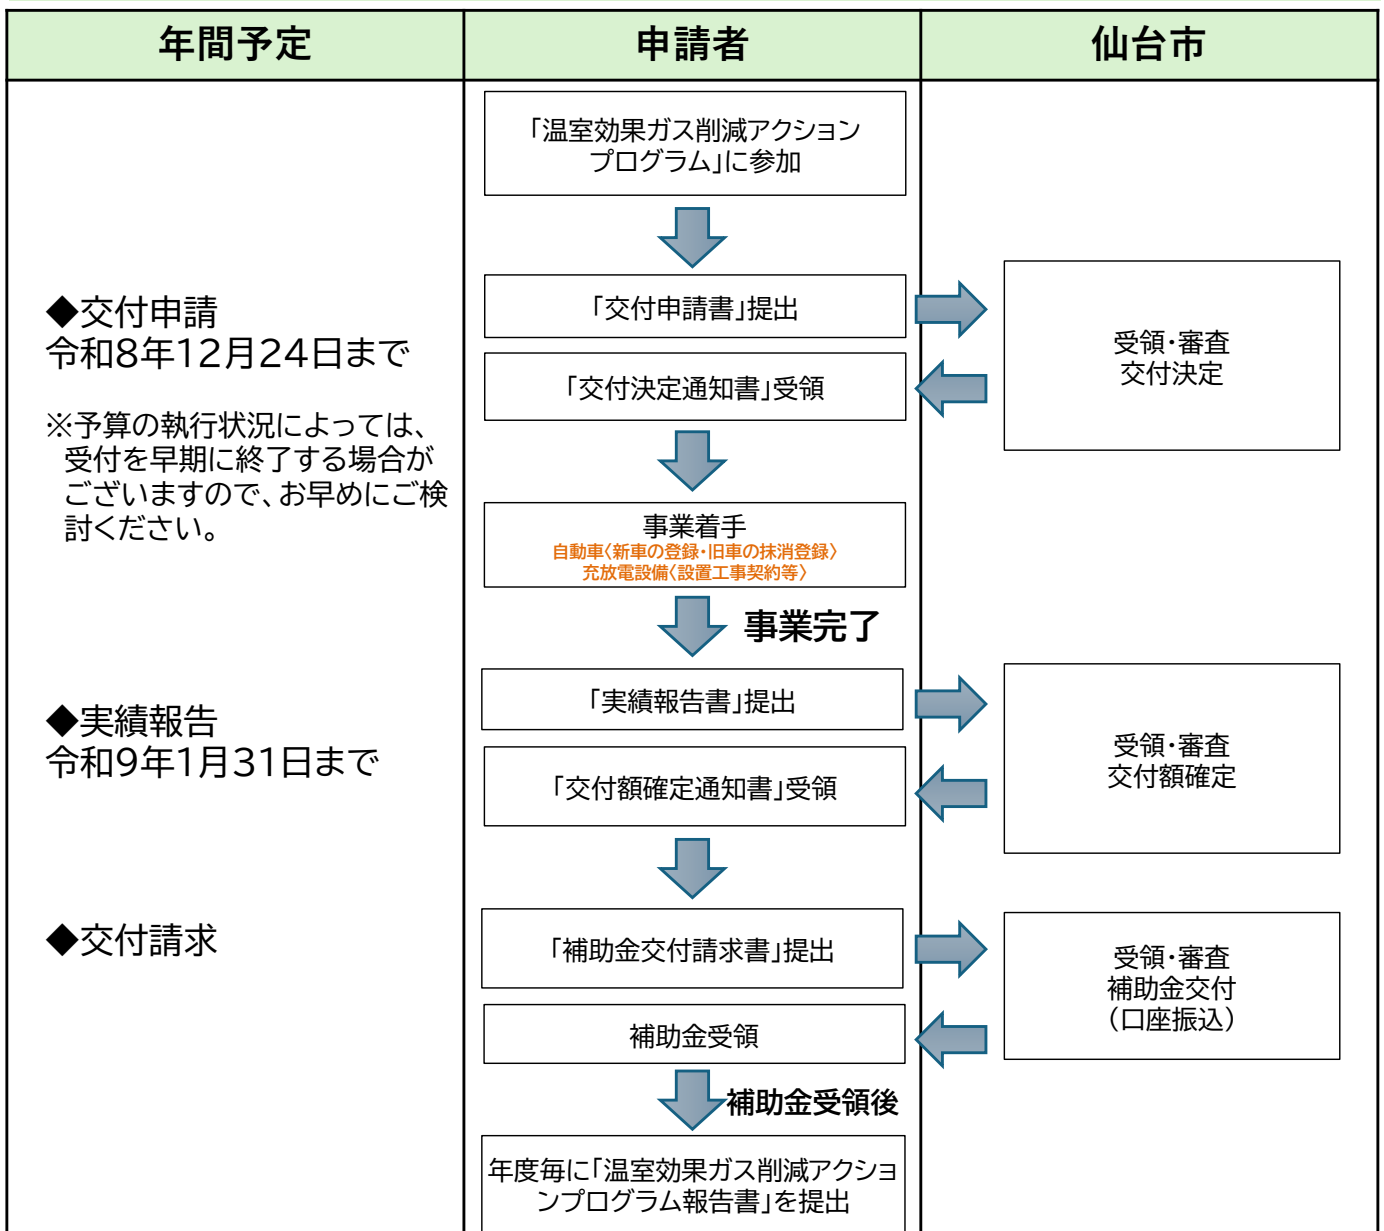 年間予定
申請者
仙台市
「温室効果ガス削減アクション
プログラム」に参加
◆交付申請
令和8年12月24日まで
※予算の執行状況によっては、
受付を早期に終了する場合が
ございますので、お早めにご検
討ください。
「交付申請書」提出
「交付決定通知書」受領
受領・審査
交付決定
事業着手
自動車〈新車の登録・旧車の抹消登録〉
充放電設備〈設置工事契約等〉
事業完了
◆実績報告
令和9年1月31日まで
「実績報告書」提出
「交付額確定通知書」受領
受領・審査
交付額確定
◆交付請求
「補助金交付請求書」提出
補助金受領
受領・審査
補助金交付
（口座振込）
補助金受領後
年度毎に「温室効果ガス削減アクショ
ンプログラム報告書」を提出